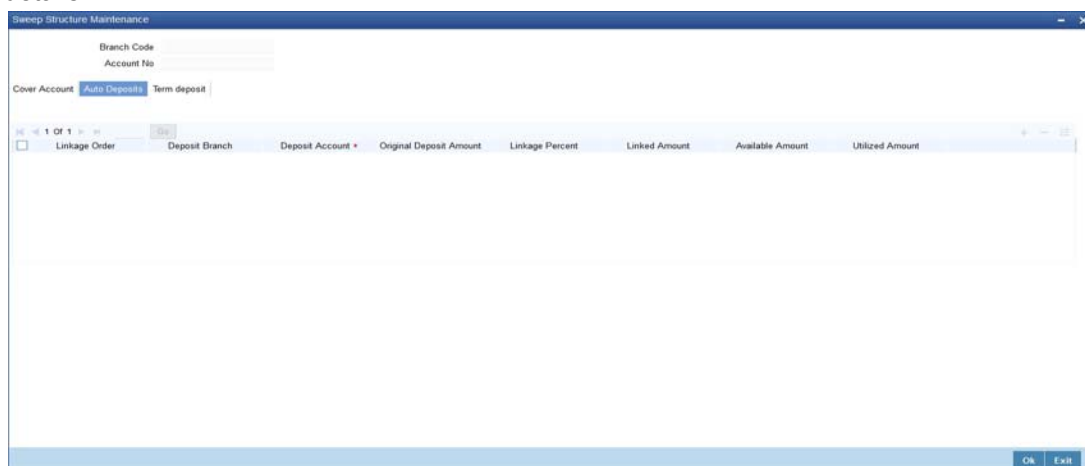 Sweep Structure Maintenance
Branch Code
Account No
Cover Account Auto Deposits Term deposit
1 Of 1 Go
Linkage Order Deposit Branch Deposit Account * Original Deposit Amount Linkage Percent Linked Amount Available Amount Utilized Amount
Ok Exit